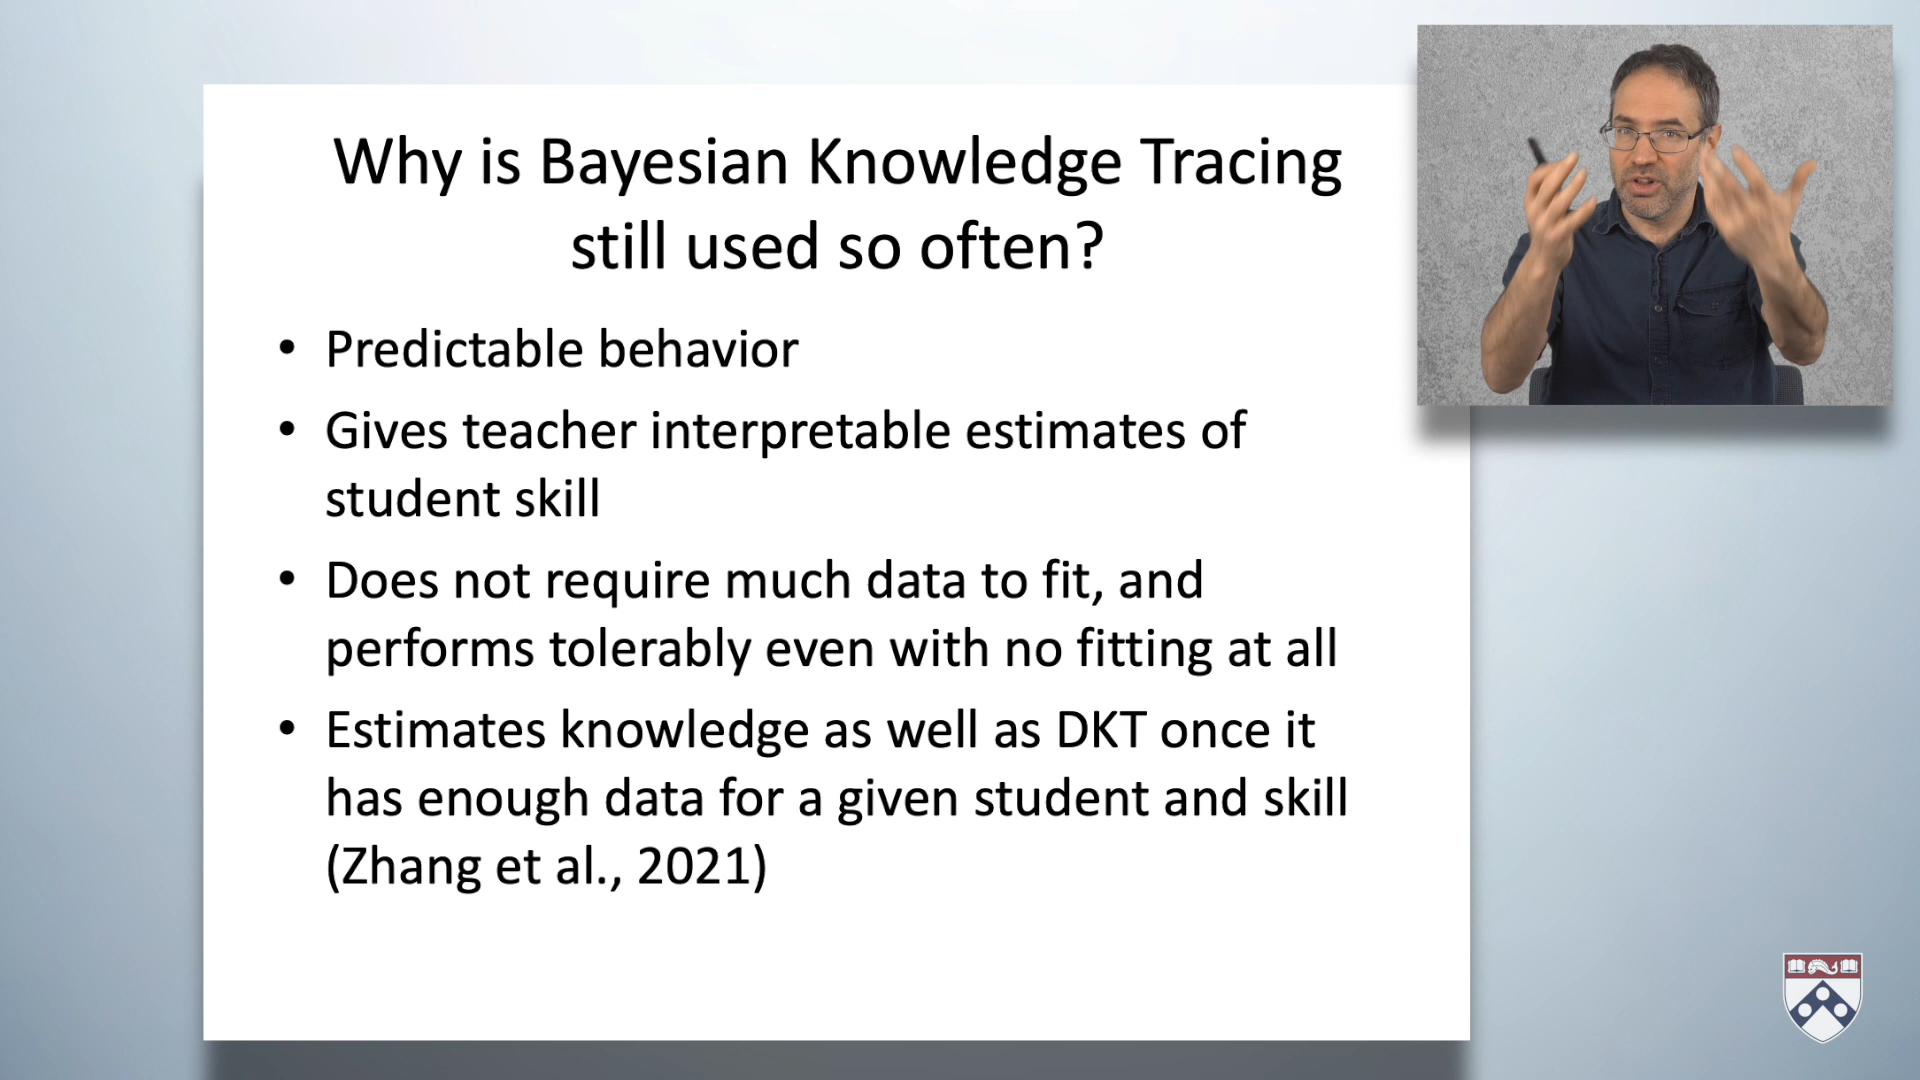 Why is Bayesian Knowledge Tracing
still used so often?
• Predictable behavior
• Gives teacher interpretable estimates of
student skill
• Does not require much data to fit, and
performs tolerably even with no fitting at all
• Estimates knowledge as well as DKT once it
has enough data for a given student and skill
(Zhang et al., 2021)